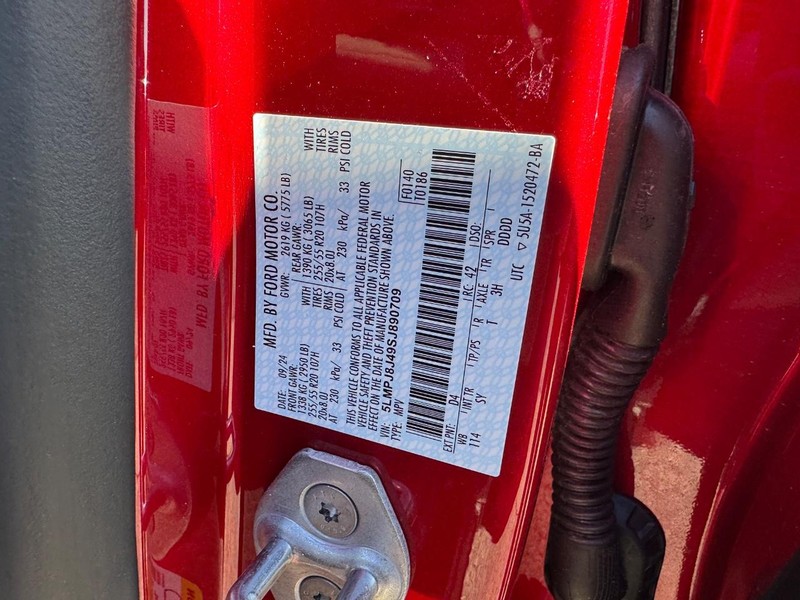 MFD. BY FORD MOTOR CO.
DATE: 09/24 GVWR: 2619 KG ( 5775 LB)
FRONT GAWR: REAR GAWR:
1338 KG (2950 LB) WITH 1390 KG ( 3065 LB) WITH
255/55 R20 107H TIRES 255/55 R20 107H TIRES
20x8.0J RIMS 20x8.0J RIMS
AT 230 kPa/ 33 PSI COLD AT 230 kPa/ 33 PSI COLD
THIS VEHICLE CONFORMS TO ALL APPLICABLE FEDERAL MOTOR
VEHICLE SAFETY AND THEFT PREVENTION STANDARDS IN
EFFECT ON THE DATE OF MANUFACTURE SHOWN ABOVE.
VIN: 5LMPJ8J49SJ890709
TYPE: MPV
F0140
T0186
EXT PNT: D4 RC: 42 DSO:
WB INT TR TP/PS R AXLE TR SPR
114 SY T 3H DDDD
UTC ▽ 5U5A-1520472-BA